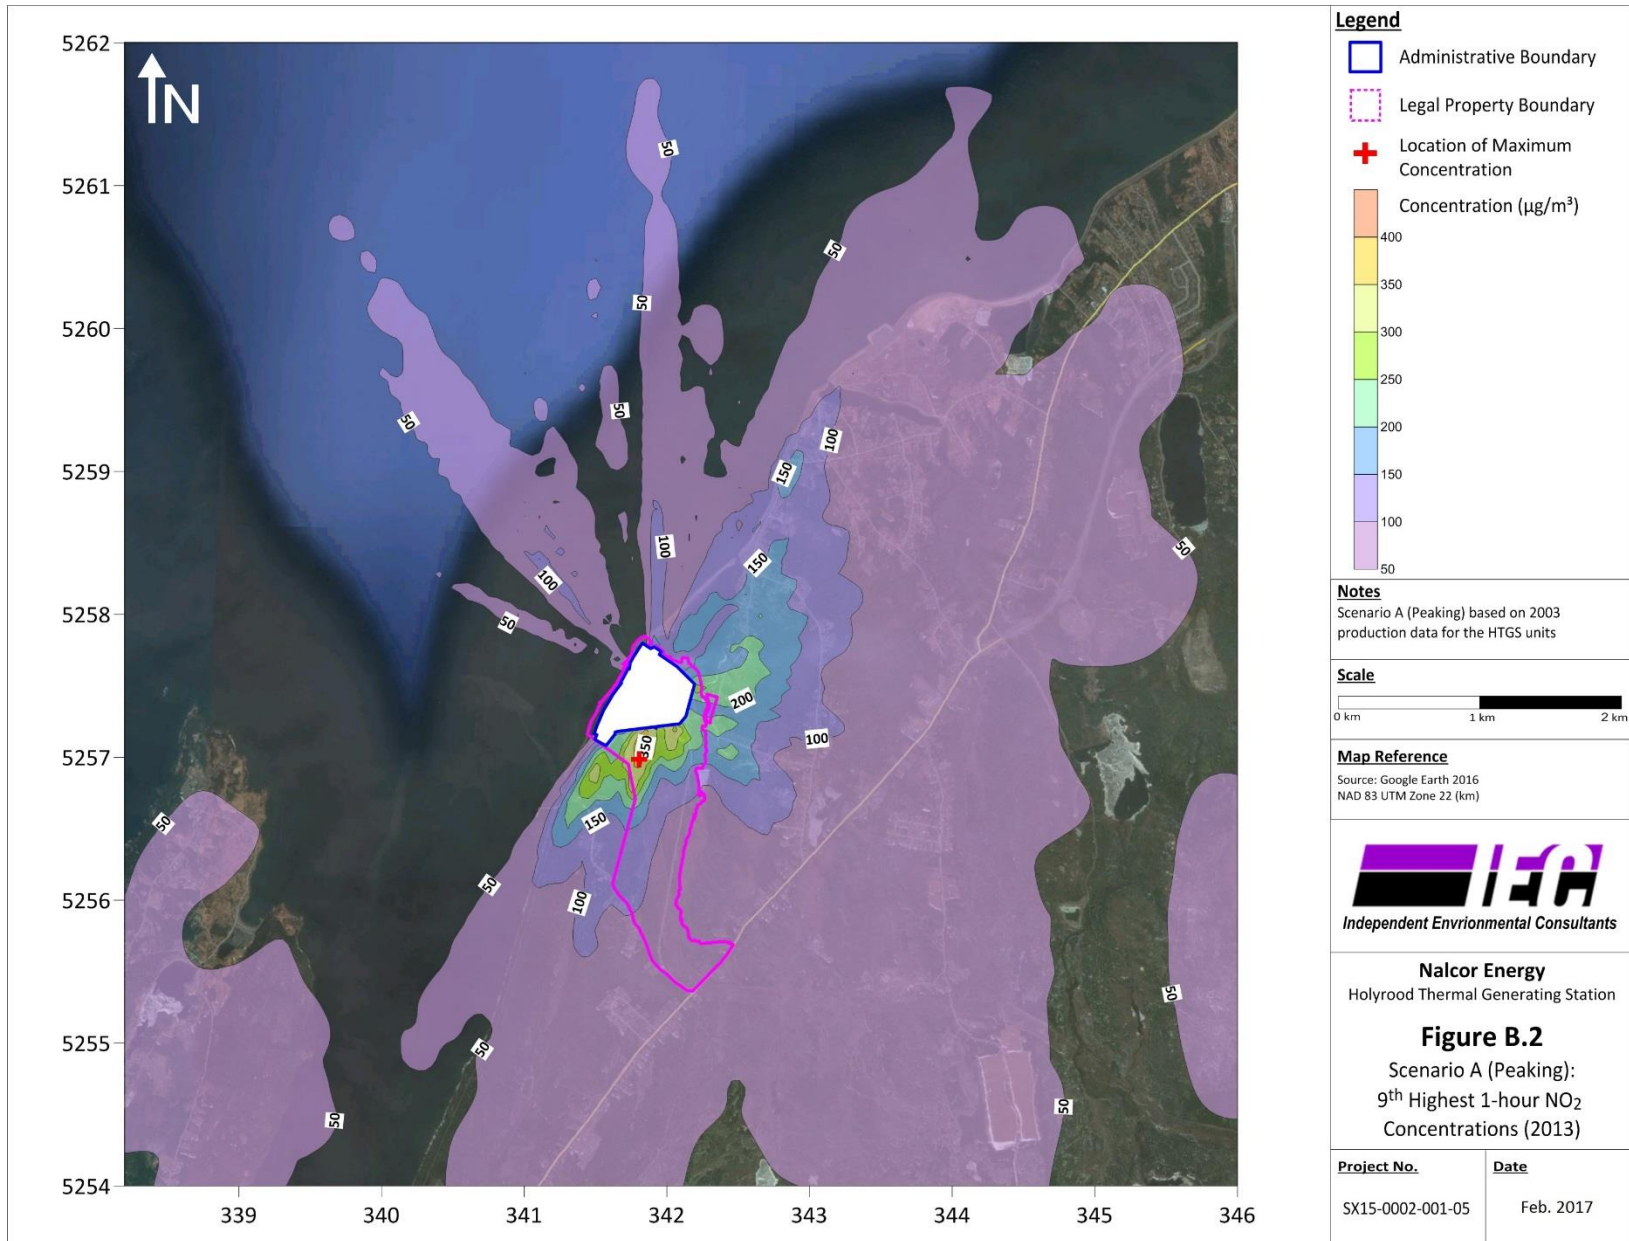 5262
5261
5260
5259
5258
5257
5256
5255
5254
339
340
341
342
343
344
345
346
N
50
50
50
50
50
50
100
150
100
100
150
50
50
200
100
350
150
50
50
100
50
50
50
50
Legend
Administrative Boundary
Legal Property Boundary
Location of Maximum
Concentration
Concentration (µg/m³)
400
350
300
250
200
150
100
50
Notes
Scenario A (Peaking) based on 2003
production data for the HTGS units
Scale
0 km 1 km 2 km
Map Reference
Source: Google Earth 2016
NAD 83 UTM Zone 22 (km)
IEC
Independent Envrionmental Consultants
Nalcor Energy
Holyrood Thermal Generating Station
Figure B.2
Scenario A (Peaking):
9th Highest 1-hour NO2
Concentrations (2013)
Project No.
SX15-0002-001-05
Date
Feb. 2017